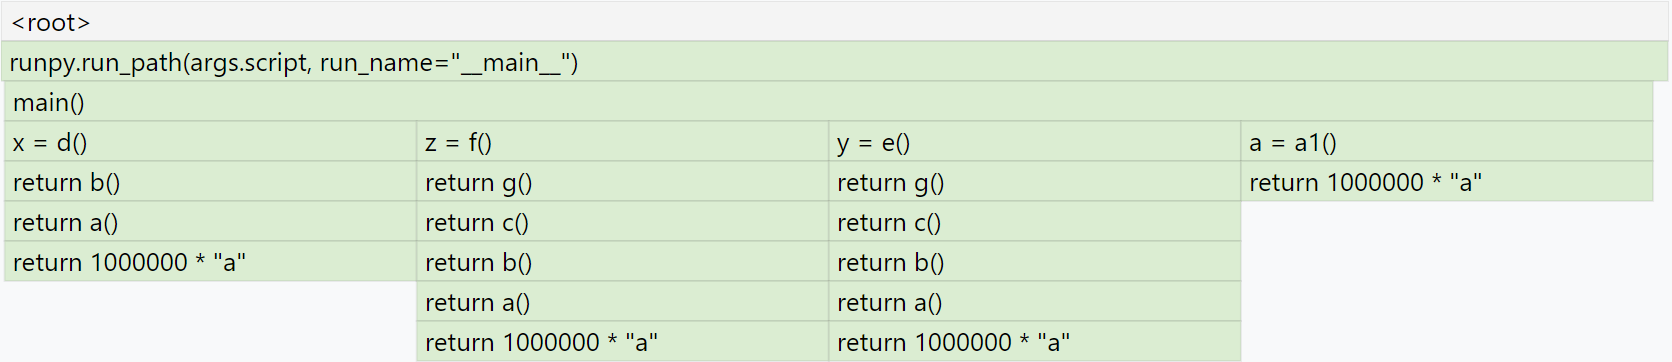 <root>
runpy.run_path(args.script, run_name="__main__")
main()
x = d() z = f() y = e() a = a1()
return b() return g() return g() return 1000000 * "a"
return a() return c() return c()
return 1000000 * "a" return b() return b()
return a() return a()
return 1000000 * "a" return 1000000 * "a"